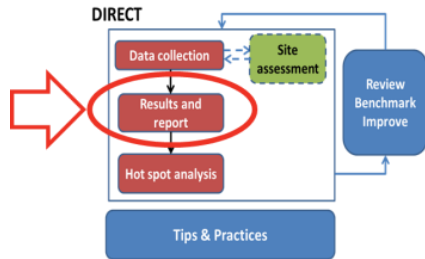 DIRECT
Data collection
Site
assessment
Results and
report
Review
Benchmark
Improve
Hot spot analysis
Tips & Practices